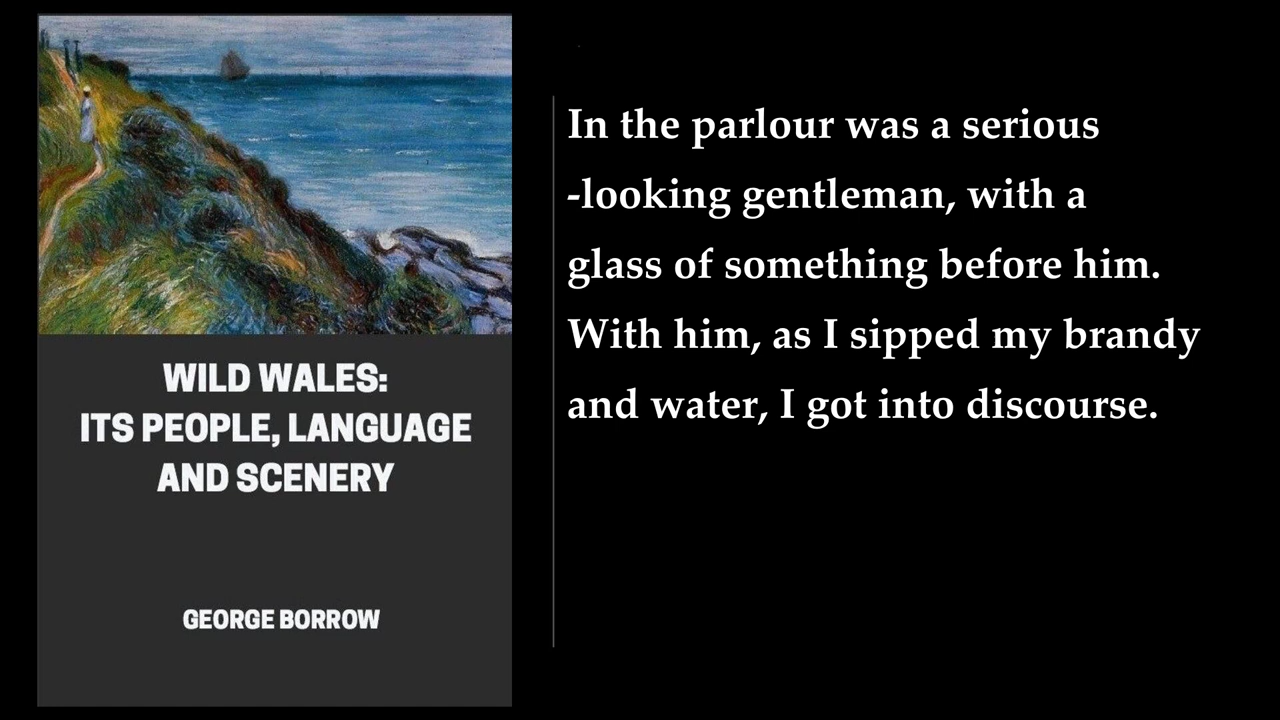 WILD WALES:
ITS PEOPLE, LANGUAGE
AND SCENERY
GEORGE BORROW
In the parlour was a serious
-looking gentleman, with a
glass of something before him.
With him, as I sipped my brandy
and water, I got into discourse.